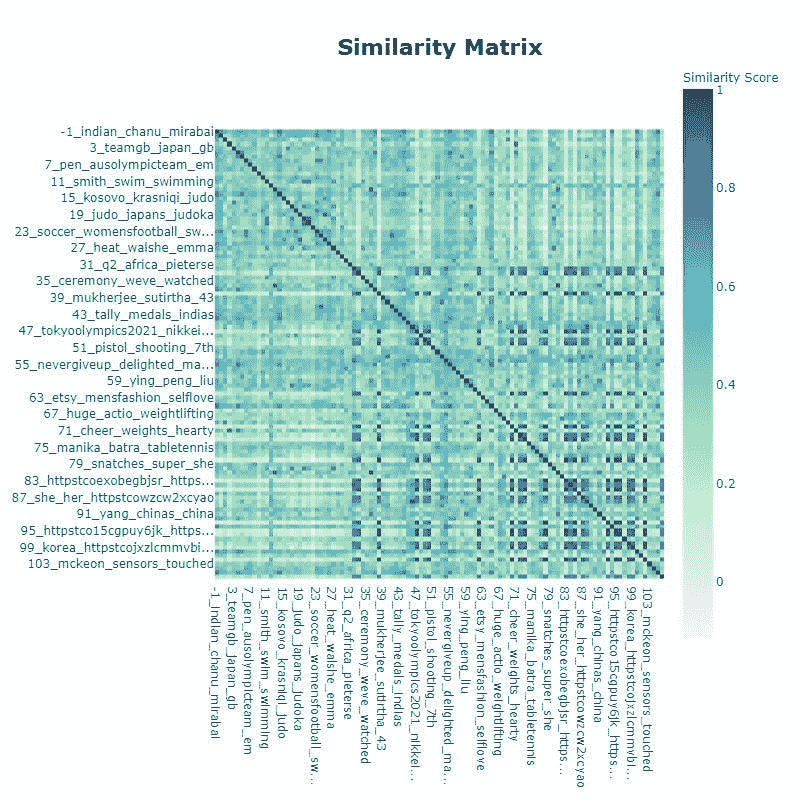 Similarity Matrix
Similarity Score
1
0.8
0.6
0.4
0.2
0
-1_indian_chanu_mirabai
3_teamgb_japan_gb
7_pen_ausolympicteam_em
11_smith_swim_swimming
15_kosovo_krasniqi_judo
19_judo_japans_judoka
23_soccer_womensfootball_sw...
27_heat_walshe_emma
31_q2_africa_pieterse
35_ceremony_weve_watched
39_mukherjee_sutirtha_43
43_tally_medals_indias
47_tokyoolympics2021_nikkei...
51_pistol_shooting_7th
55_nevergiveup_delighted_ma...
59_ying_peng_liu
63_etsy_mensfashion_selflove
67_huge_actio_weightlifting
71_cheer_weights_hearty
75_manika_batra_tabletennis
79_snatches_super_she
83_httpstcoexobegbjsr_https...
87_she_her_httpstcowzcw2xcyao
91_yang_chinas_china
95_httpstco15cgpuy6jk_https...
99_korea_httpstcojxzlcmmvbi...
103_mckeon_sensors_touched
-1_indian_chanu_mirabai
3_teamgb_japan_gb
7_pen_ausolympicteam_em
11_smith_swim_swimming
15_kosovo_krasniqi_judo
19_judo_japans_judoka
23_soccer_womensfootball_sw...
27_heat_walshe_emma
31_q2_africa_pieterse
35_ceremony_weve_watched
39_mukherjee_sutirtha_43
43_tally_medals_indias
47_tokyoolympics2021_nikkei...
51_pistol_shooting_7th
55_nevergiveup_delighted_ma...
59_ying_peng_liu
63_etsy_mensfashion_selflove
67_huge_actio_weightlifting
71_cheer_weights_hearty
75_manika_batra_tabletennis
79_snatches_super_she
83_httpstcoexobegbjsr_https...
87_she_her_httpstcowzcw2xcyao
91_yang_chinas_china
95_httpstco15cgpuy6jk_https...
99_korea_httpstcojxzlcmmvbi...
103_mckeon_sensors_touched